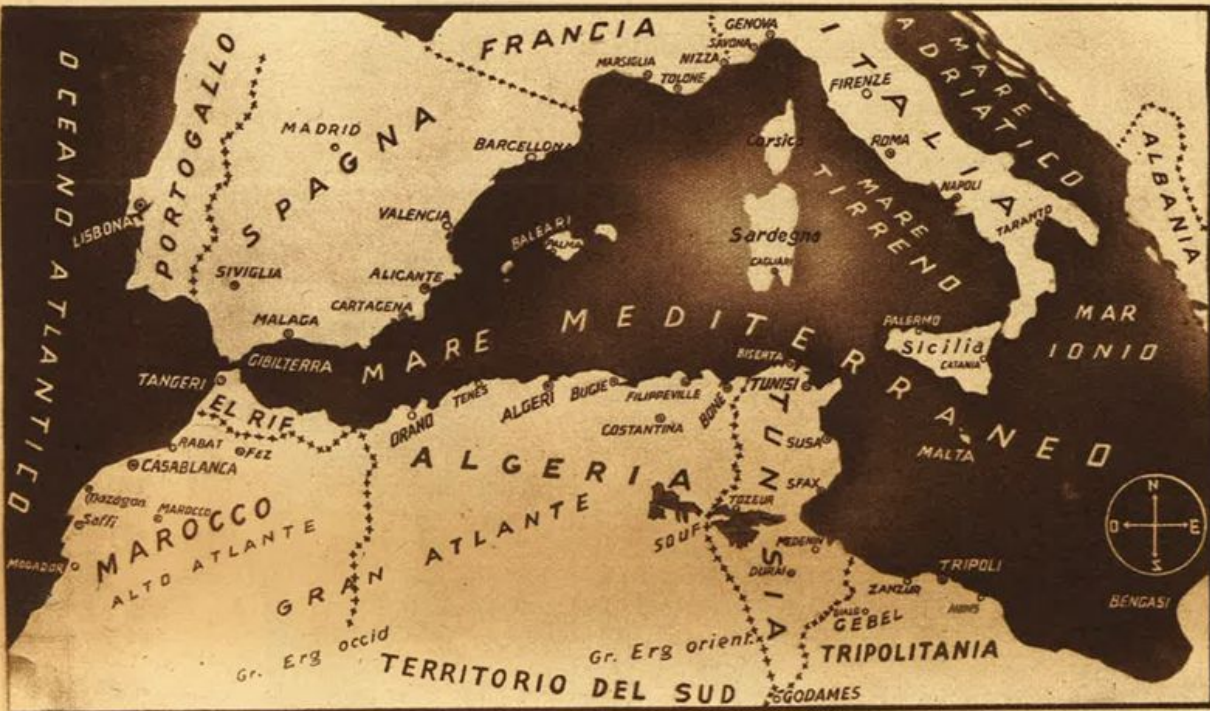 OCEANO ATLANTICO
PORTOGALLO
LISBONA
SPAGNA
MADRID
BARCELLONA
VALENCIA
ALICANTE
CARTAGENA
SIVIGLIA
MALAGA
GIBILTERRA
BALEARI
PALMA
FRANCIA
MARSIGLIA
TOLONE
NIZZA
SAVONA
GENOVA
ITALIA
FIRENZE
ROMA
NAPOLI
TARANTO
MARE ADRIATICO
ALBANIA
Corsica
Sardegna
CAGLIARI
MARE TIRRENO
PALERMO
Sicilia
CATANIA
MAR IONIO
MARE MEDITERRANEO
MALTA
TANGERI
EL RIF
RABAT
FEZ
CASABLANCA
Mazagan
Saffi
MAROCCO
MAROCCO
MOGADOR
ALTO ATLANTE
ORANO
TENES
ALGERI
BUGIE
FILIPPEVILLE
BONE
COSTANTINA
ALGERIA
GRAN ATLANTE
SOUF
BISERTA
TUNISI
TUNISIA
SUSA
SFAX
TOZEUR
MEDENIN
DURAI
Gr. Erg occid
Gr. Erg orient.
TERRITORIO DEL SUD
GODAMES
ZANZUR
TRIPOLI
GEBEL
TRIPOLITANIA
BENGASI
N
O
E
S